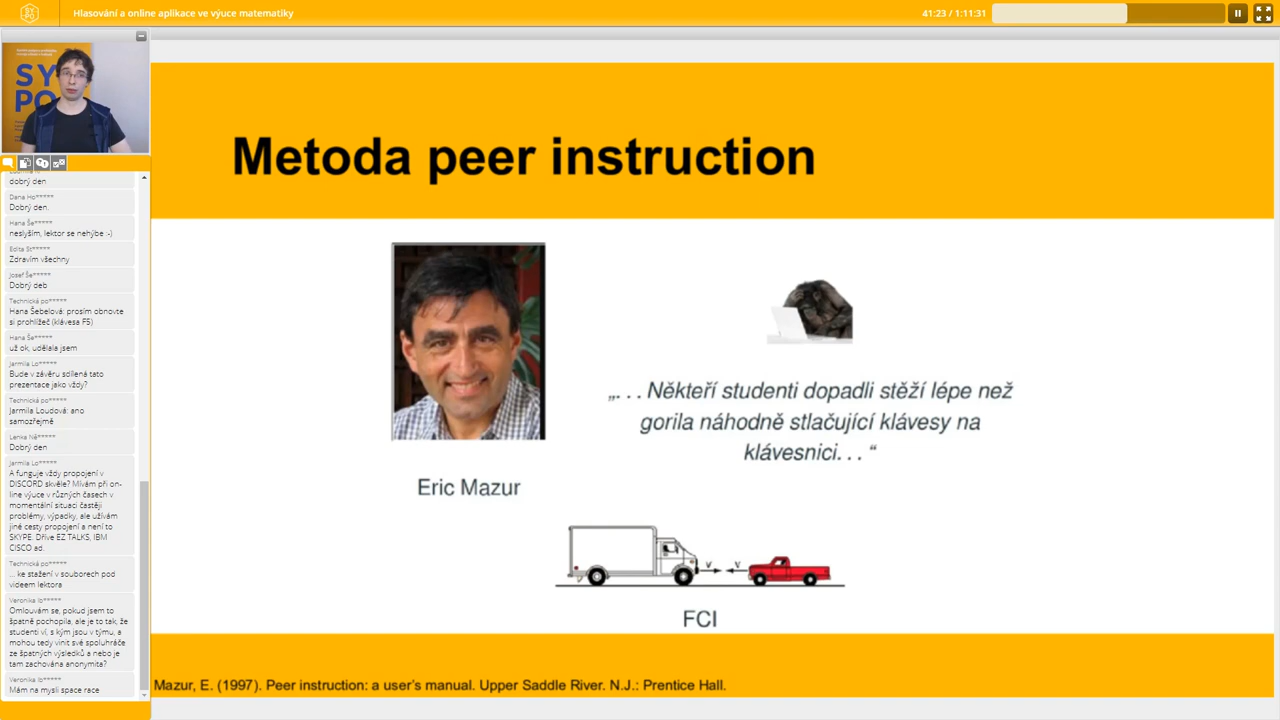 Hlasování a online aplikace ve výuce matematiky
41:23 / 1:11:31
SY
PO
SY
PO
dobrý den
Dana Ho*****
Dobrý den.
Hana Še*****
neslyším, lektor se nehýbe :-)
Edita St*****
Zdravím všechny
Josef Še*****
Dobrý deb
Technická po*****
Hana Šebelová: prosím obnovte
si prohlížeč (klávesa F5)
Hana Še*****
už ok, udělala jsem
Jarmila Lo*****
Bude v závěru sdílená tato
prezentace jako vždy?
Technická po*****
Jarmila Loudová: ano
samozřejmě
Lenka Ně*****
Dobrý den
Jarmila Lo*****
A funguje vždy propojení v
DISCORD skvěle? Mívám při on-
line výuce v různých časech v
momentální situaci častěji
problémy, výpadky, ale užívám
jiné cesty propojení a není to
SKYPE. Dříve EZ TALKS, IBM
CISCO ad.
Technická po*****
... ke stažení v souborech pod
videem lektora
Veronika Io*****
Omlouvám se, pokud jsem to
špatně pochopila, ale je to tak, že
studenti ví, s kým jsou v týmu, a
mohou tedy vinit své spoluhráče
ze špatných výsledků a nebo je
tam zachována anonymita?
Veronika Io*****
Mám na mysli space race
Metoda peer instruction
„. . . Někteří studenti dopadli stěží lépe než
gorila náhodně stlačující klávesy na
klávesnici. . . “
Eric Mazur
v v
FCI
Mazur, E. (1997). Peer instruction: a user’s manual. Upper Saddle River. N.J.: Prentice Hall.